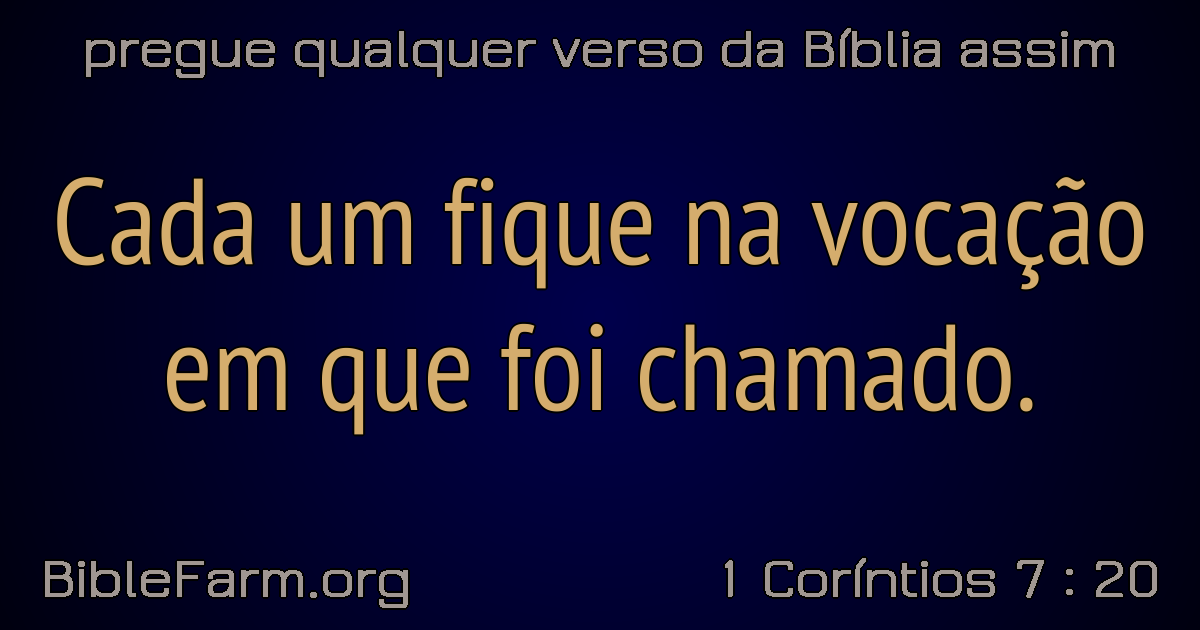 pregue qualquer verso da Bíblia assim
Cada um fique na vocação
em que foi chamado.
BibleFarm.org
1 Coríntios 7 : 20